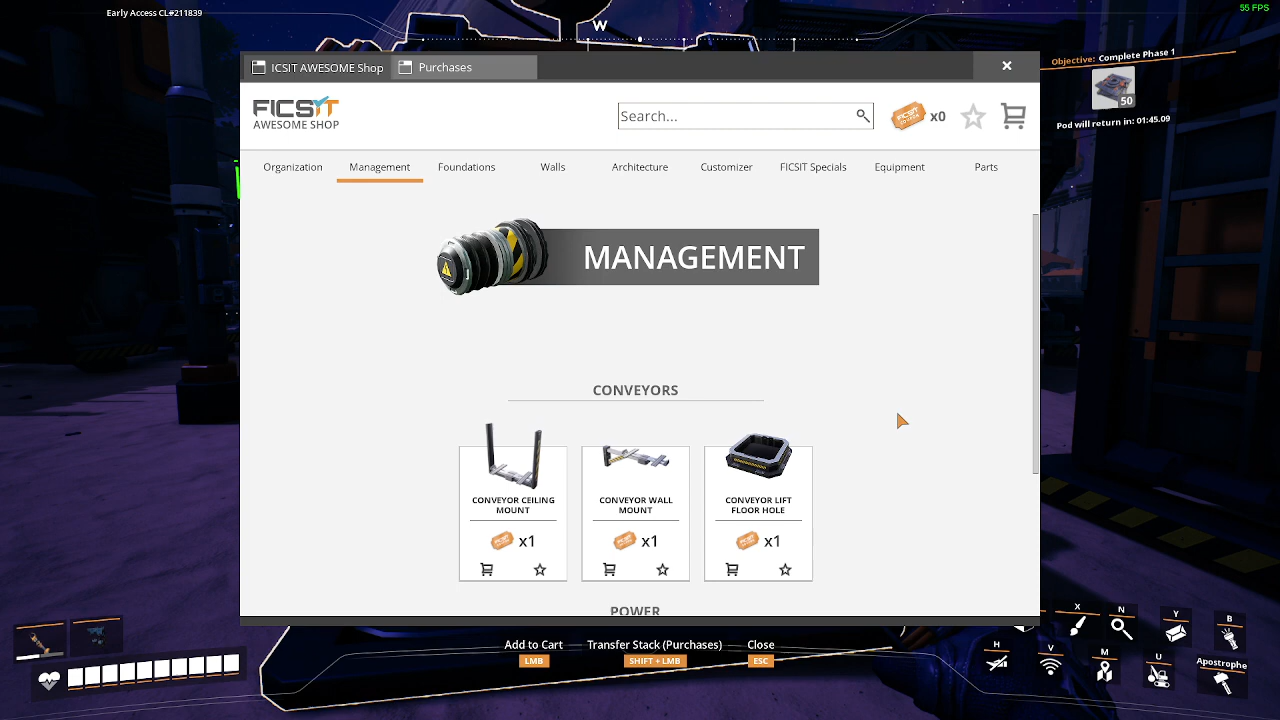 Early Access CL#211839
W
55 FPS
ICSIT AWESOME Shop
Purchases
Objective: Complete Phase 1
50
Pod will return in: 01:45.09
FICSIT
AWESOME SHOP
Search...
x0
Organization
Management
Foundations
Walls
Architecture
Customizer
FICSIT Specials
Equipment
Parts
MANAGEMENT
CONVEYORS
CONVEYOR CEILING
MOUNT
x1
CONVEYOR WALL
MOUNT
x1
CONVEYOR LIFT
FLOOR HOLE
x1
POWER
Add to Cart
LMB
Transfer Stack (Purchases)
SHIFT + LMB
Close
ESC
X
N
Y
B
H
V
M
U
Apostrophe